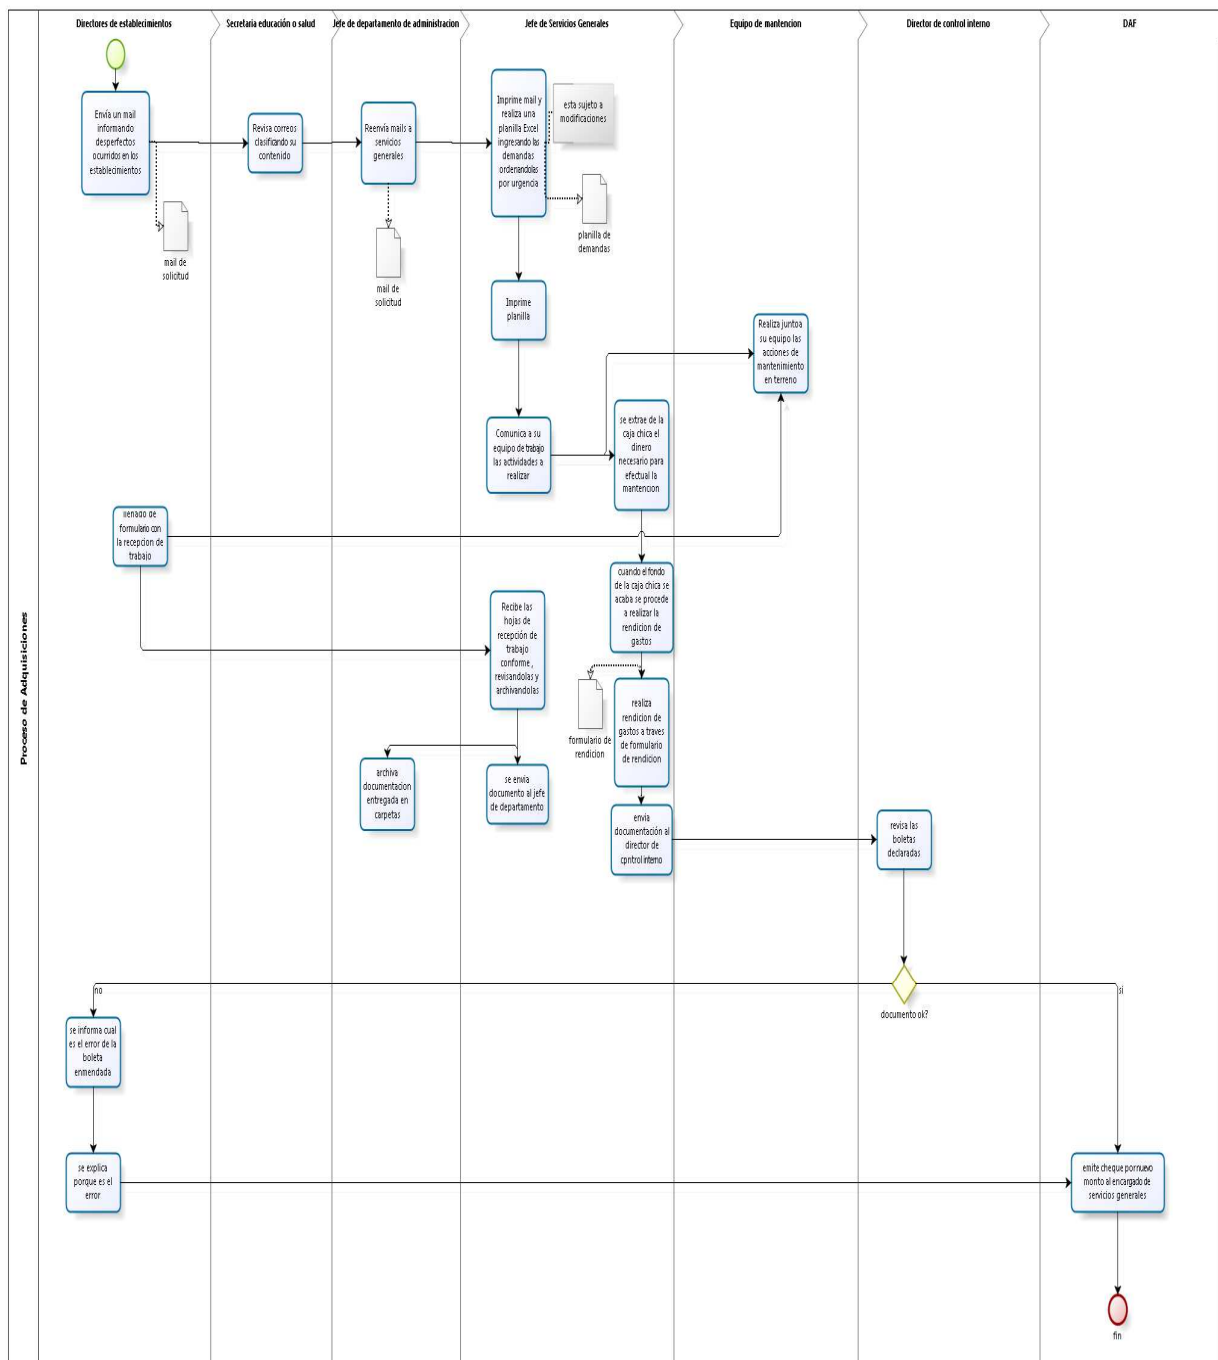 Directores de establecimientos
Secretaria educación o salud
Jefe de departamento de administracion
Jefe de Servicios Generales
Equipo de mantencion
Director de control interno
DAF
Proceso de Adquisiciones
Envía un mail
informando
desperfectos
ocurridos en los
establecimientos
mail de
solicitud
Revisa correos
clasificando su
contenido
Reenvía mails a
servicios
generales
mail de
solicitud
Imprime mail y
realiza una
planilla Excel
ingresando las
demandas
ordenandolas
por urgencia
esta sujeto a
modificaciones
planilla de
demandas
Imprime
planilla
Realiza juntoa
su equipo las
acciones de
mantenimiento
en terreno
Comunica a su
equipo de trabajo
las actividades a
realizar
se extrae de la
caja chica el
dinero
necesario para
efectual la
mantencion
llenado de
formulario con
la recepcion de
trabajo
cuando el fondo
de la caja chica se
acaba se procede
a realizar la
rendicion de
gastos
Recibe las
hojas de
recepción de
trabajo
conforme ,
revisandolas y
archivandolas
formulario de
rendicion
realiza
rendicion de
gastos a traves
de formulario
de rendicion
archiva
documentacion
entregada en
carpetas
se envia
documento al jefe
de departamento
envia
documentación al
director de
cpntrol interno
revisa las
boletas
declaradas
documento ok?
no
si
se informa cual
es el error de la
boleta
enmendada
se explica
porque es el
error
emite cheque por nuevo
monto al encargado de
servicios generales
fin